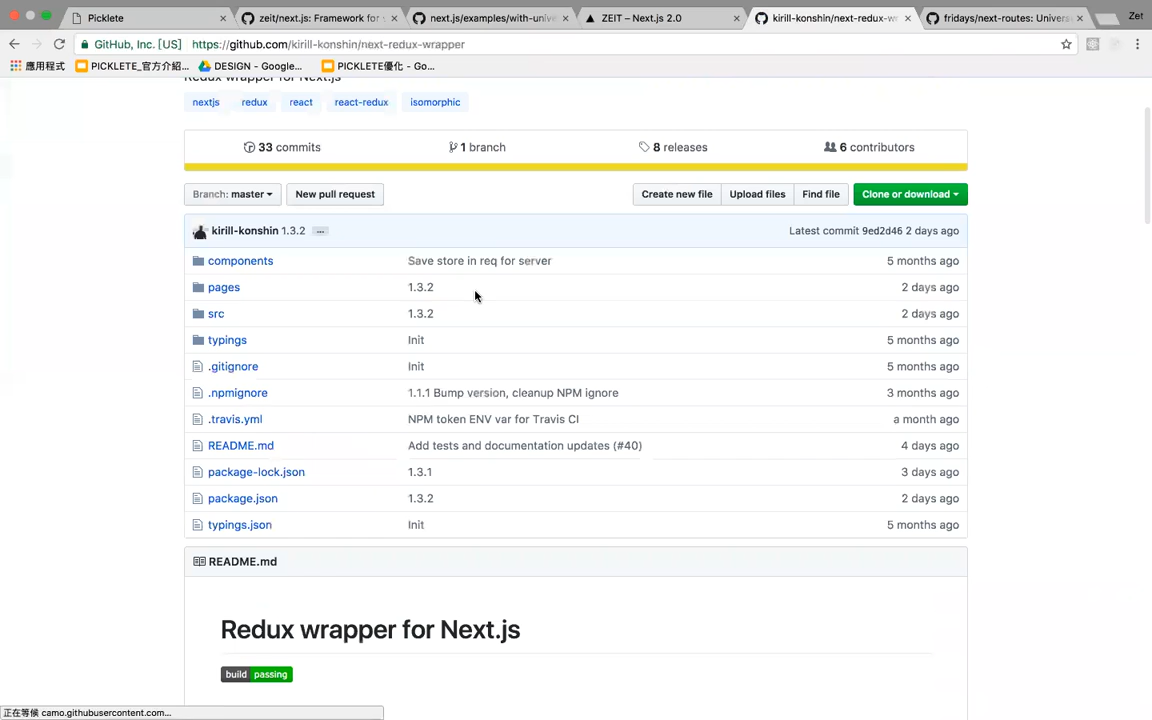 Picklete
zeit/next.js: Framework for
next.js/examples/with-unive
ZEIT – Next.js 2.0
kirill-konshin/next-redux-w
fridays/next-routes: Univers
Zet
GitHub, Inc. [US] https://github.com/kirill-konshin/next-redux-wrapper
應用程式 PICKLETE_官方介紹... DESIGN - Google... PICKLETE優化 - Go...
Redux wrapper for Next.js
nextjs redux react react-redux isomorphic
33 commits 1 branch 8 releases 6 contributors
Branch: master New pull request Create new file Upload files Find file Clone or download
kirill-konshin 1.3.2 ... Latest commit 9ed2d46 2 days ago
components Save store in req for server 5 months ago
pages 1.3.2 2 days ago
src 1.3.2 2 days ago
typings Init 5 months ago
.gitignore Init 5 months ago
.npmignore 1.1.1 Bump version, cleanup NPM ignore 3 months ago
.travis.yml NPM token ENV var for Travis CI a month ago
README.md Add tests and documentation updates (#40) 4 days ago
package-lock.json 1.3.1 3 days ago
package.json 1.3.2 2 days ago
typings.json Init 5 months ago
README.md
Redux wrapper for Next.js
build passing
正在等候 camo.githubusercontent.com...